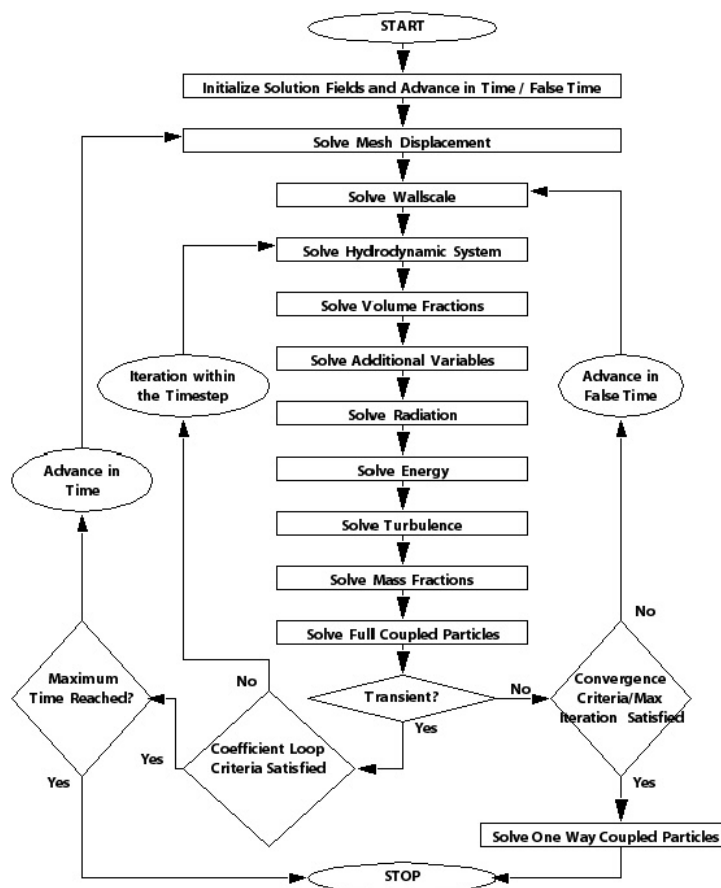 START
Initialize Solution Fields and Advance in Time / False Time
Solve Mesh Displacement
Solve Wallscale
Solve Hydrodynamic System
Solve Volume Fractions
Solve Additional Variables
Iteration within
the Timestep
Advance in
False Time
Solve Radiation
Solve Energy
Advance in
Time
Solve Turbulence
Solve Mass Fractions
No
Solve Full Coupled Particles
Maximum
Time Reached?
No
Transient?
No
Convergence
Criteria/Max
Iteration Satisfied
Yes
Coefficient Loop
Criteria Satisfied
Yes
Yes
Yes
Solve One Way Coupled Particles
STOP